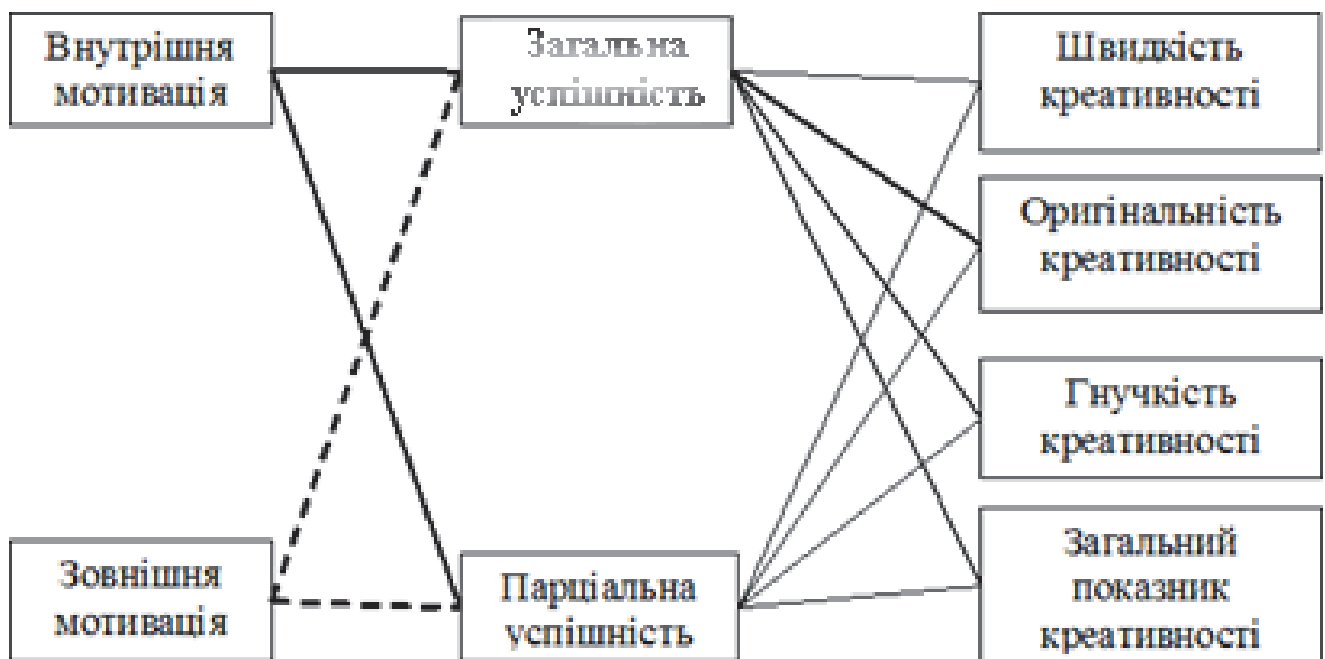 Внутрішня
мотивація
Загальна
успішність
Швидкість
креативності
Оригінальність
креативності
Гнучкість
креативності
Зовнішня
мотивація
Парціальна
успішність
Загальний
показник
креативності